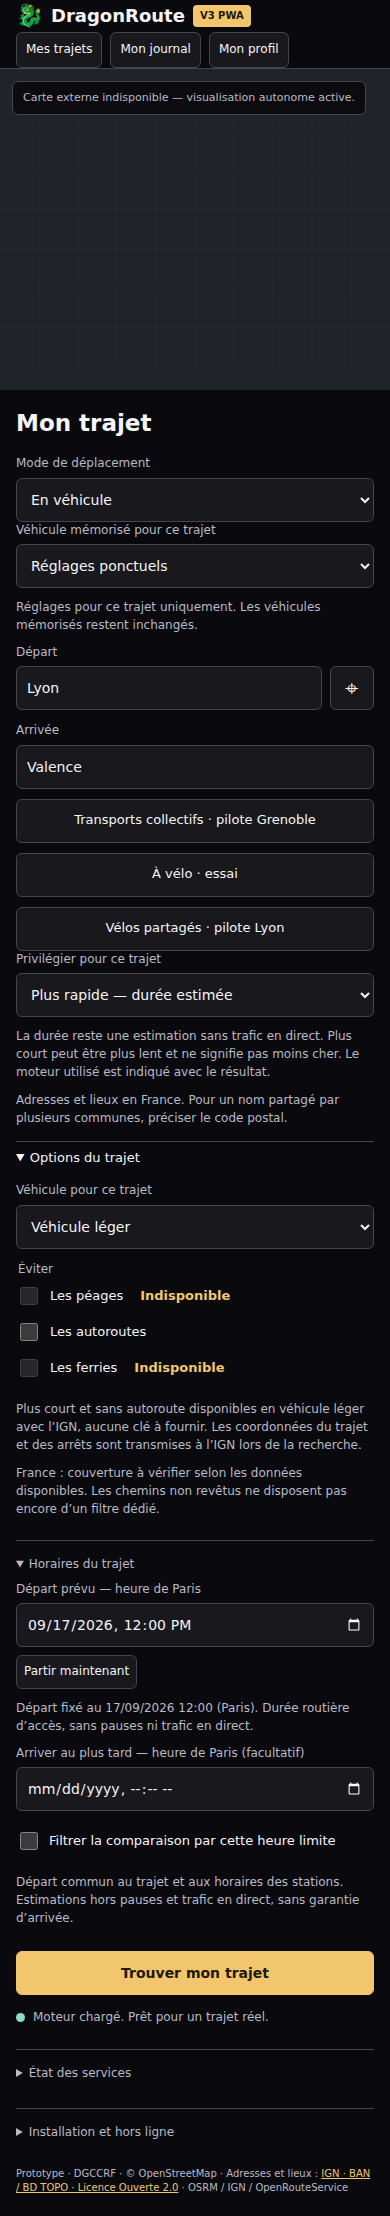 🐉 DragonRoute V3 PWA
Mes trajets Mon journal Mon profil
Carte externe indisponible — visualisation autonome active.
Mon trajet
Mode de déplacement
En véhicule
Véhicule mémorisé pour ce trajet
Réglages ponctuels
Réglages pour ce trajet uniquement. Les véhicules
mémorisés restent inchangés.
Départ
Lyon ⌖
Arrivée
Valence
Transports collectifs · pilote Grenoble
À vélo · essai
Vélos partagés · pilote Lyon
Privilégier pour ce trajet
Plus rapide — durée estimée
La durée reste une estimation sans trafic en direct. Plus
court peut être plus lent et ne signifie pas moins cher. Le
moteur utilisé est indiqué avec le résultat.
Adresses et lieux en France. Pour un nom partagé par
plusieurs communes, préciser le code postal.
▼ Options du trajet
Véhicule pour ce trajet
Véhicule léger
Éviter
Les péages Indisponible
Les autoroutes
Les ferries Indisponible
Plus court et sans autoroute disponibles en véhicule léger
avec l’IGN, aucune clé à fournir. Les coordonnées du trajet
et des arrêts sont transmises à l’IGN lors de la recherche.
France : couverture à vérifier selon les données
disponibles. Les chemins non revêtus ne disposent pas
encore d’un filtre dédié.
▼ Horaires du trajet
Départ prévu — heure de Paris
09/17/2026, 12:00 PM
Partir maintenant
Départ fixé au 17/09/2026 12:00 (Paris). Durée routière
d’accès, sans pauses ni trafic en direct.
Arriver au plus tard — heure de Paris (facultatif)
mm/dd/yyyy, --:-- --
Filtrer la comparaison par cette heure limite
Départ commun au trajet et aux horaires des stations.
Estimations hors pauses et trafic en direct, sans garantie
d’arrivée.
Trouver mon trajet
Moteur chargé. Prêt pour un trajet réel.
▶ État des services
▶ Installation et hors ligne
Prototype · DGCCRF · © OpenStreetMap · Adresses et lieux : IGN · BAN
/ BD TOPO · Licence Ouverte 2.0 · OSRM / IGN / OpenRouteService